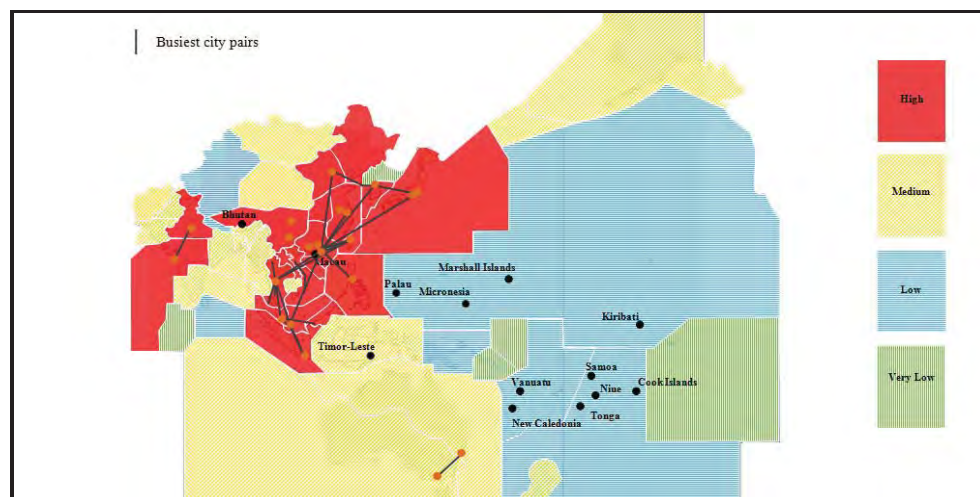 Busiest city pairs
High
Medium
Bhutan
Macau
Marshall Islands
Palau
Micronesia
Low
Kiribati
Timor-Leste
Samoa
Vanuatu
Niue
Cook Islands
Very Low
New Caledonia
Tonga